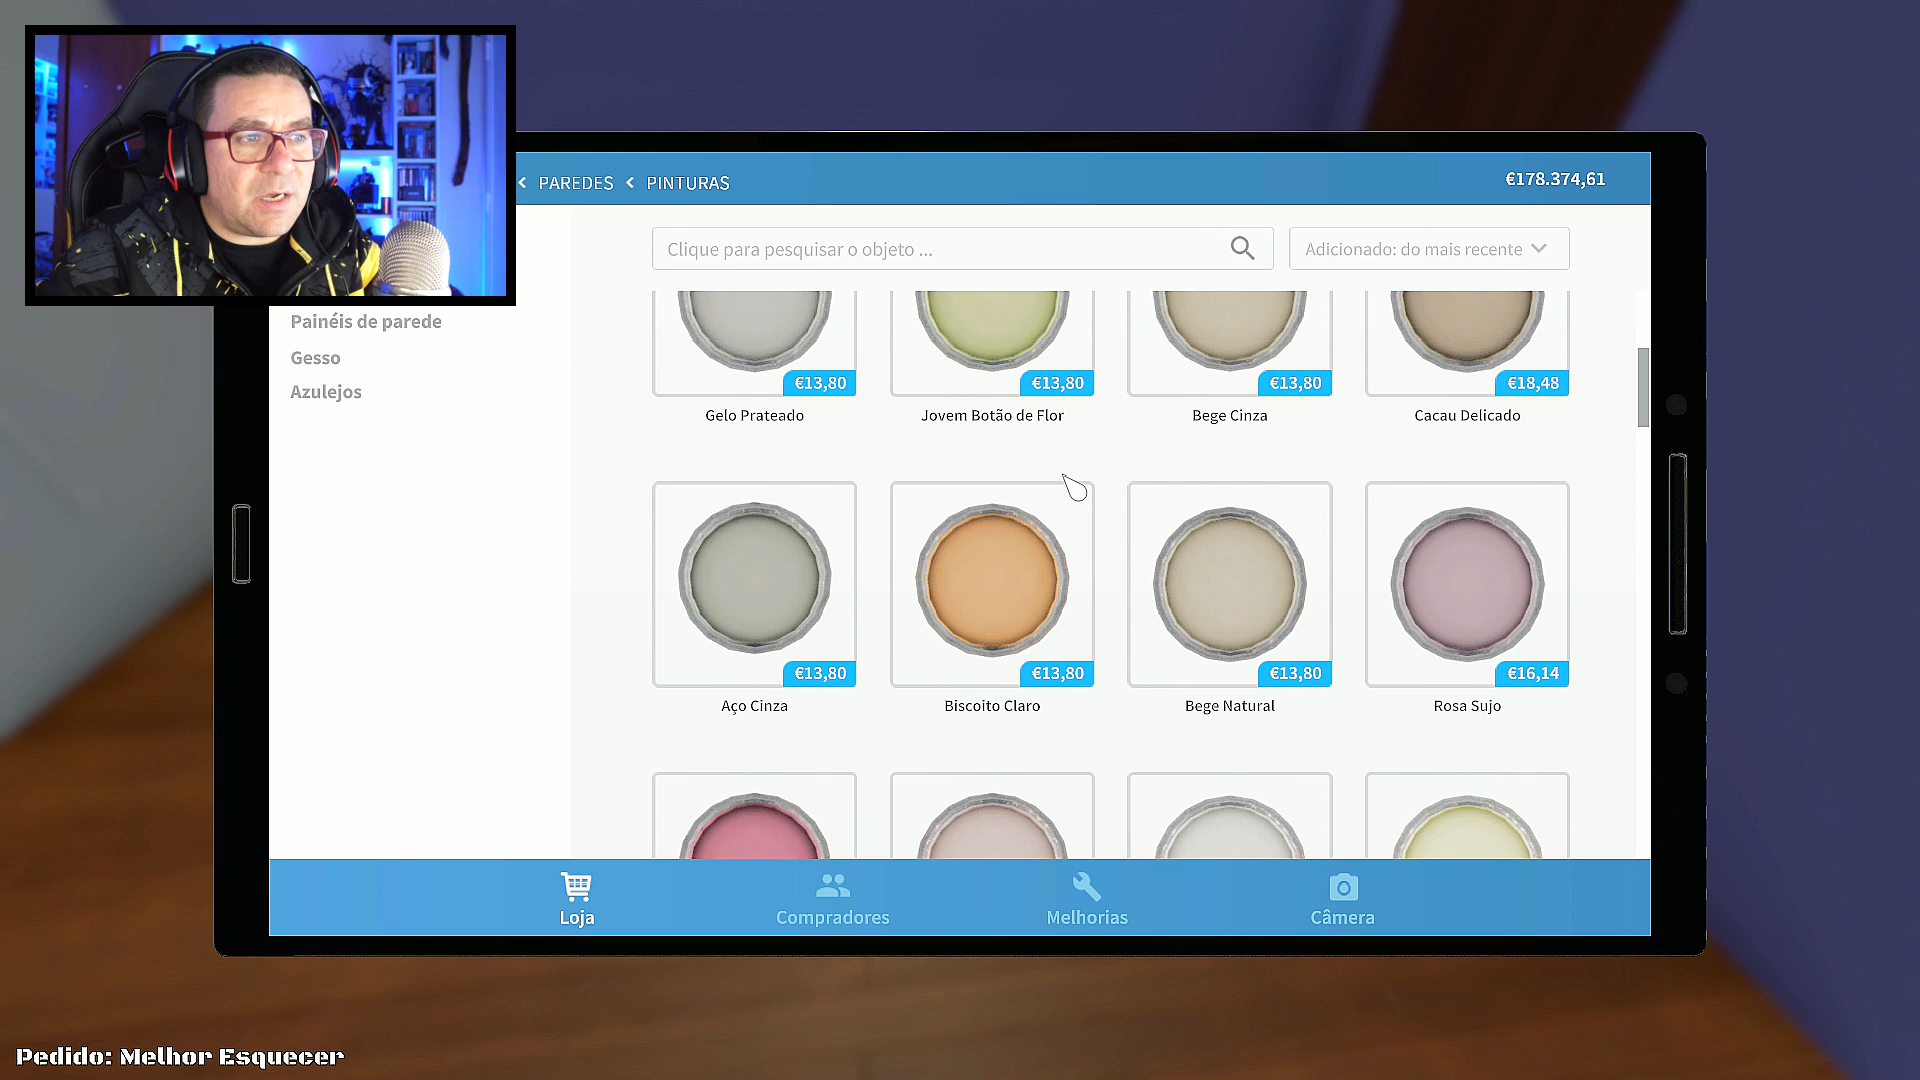 PAREDES
PINTURAS
€178.374,61
Clique para pesquisar o objeto ...
Adicionado: do mais recente
Painéis de parede
Gesso
Azulejos
€13,80
€13,80
€13,80
€18,48
Gelo Prateado
Jovem Botão de Flor
Bege Cinza
Cacau Delicado
€13,80
€13,80
€13,80
€16,14
Aço Cinza
Biscoito Claro
Bege Natural
Rosa Sujo
Loja
Compradores
Melhorias
Câmera
Pedido: Melhor Esquecer